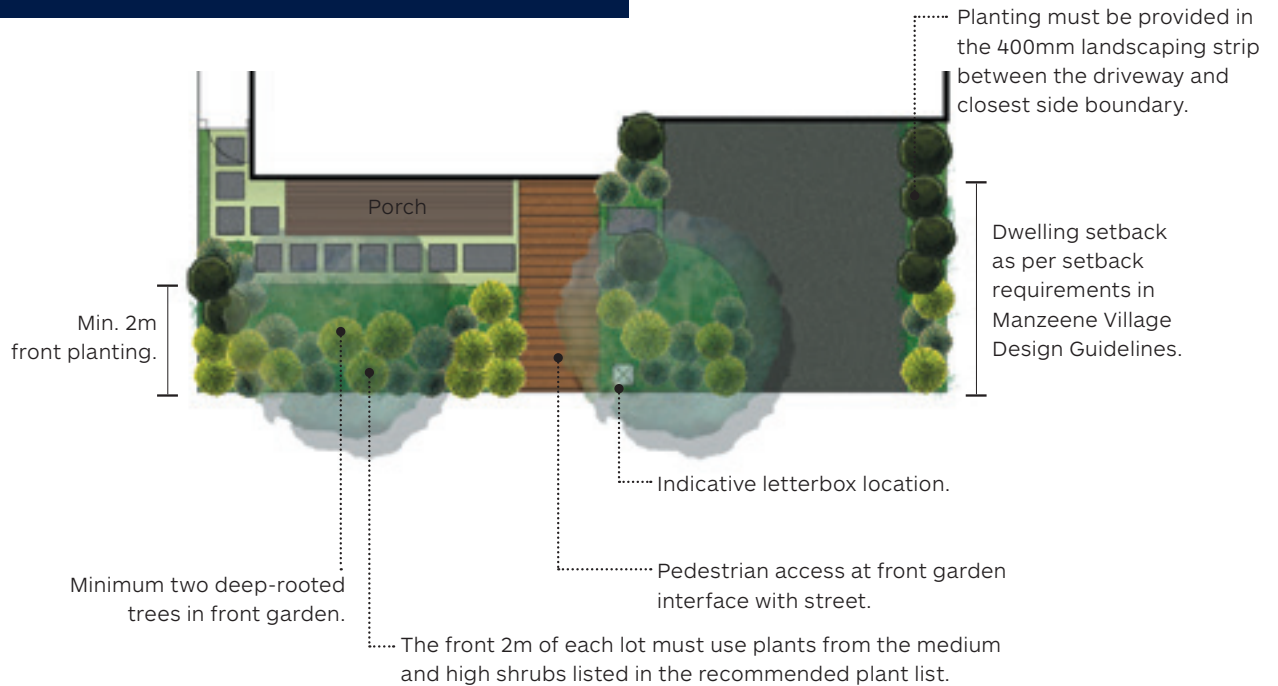 Planting must be provided in
the 400mm landscaping strip
between the driveway and
closest side boundary.
Porch
Dwelling setback
as per setback
requirements in
Manzeene Village
Design Guidelines.
Min. 2m
front planting.
Indicative letterbox location.
Pedestrian access at front garden
interface with street.
Minimum two deep-rooted
trees in front garden.
The front 2m of each lot must use plants from the medium
and high shrubs listed in the recommended plant list.